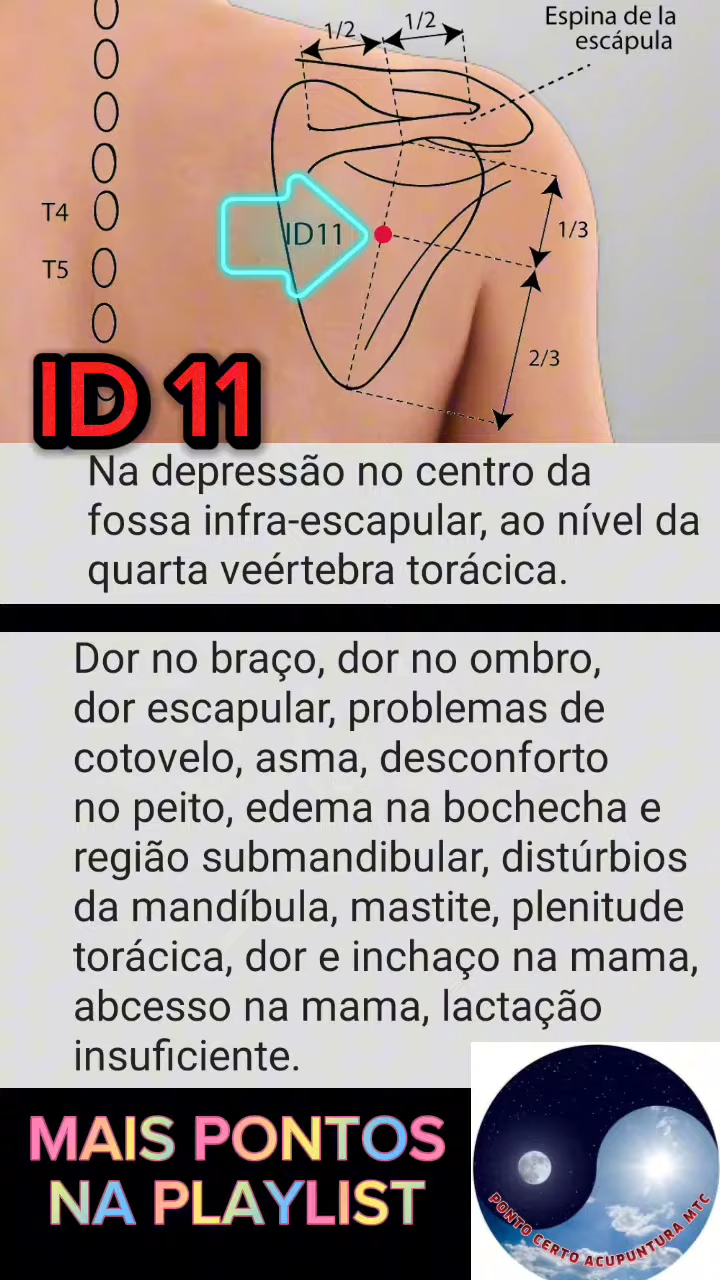 1/2
1/2
Espina de la
escápula
T4
ID11
1/3
T5
2/3
ID 11
Na depressão no centro da
fossa infra-escapular, ao nível da
quarta veértebra torácica.
Dor no braço, dor no ombro,
dor escapular, problemas de
cotovelo, asma, desconforto
no peito, edema na bochecha e
região submandibular, distúrbios
da mandíbula, mastite, plenitude
torácica, dor e inchaço na mama,
abcesso na mama, lactação
insuficiente.
MAIS PONTOS
NA PLAYLIST
PONTO CERTO ACUPUNTURA MTC